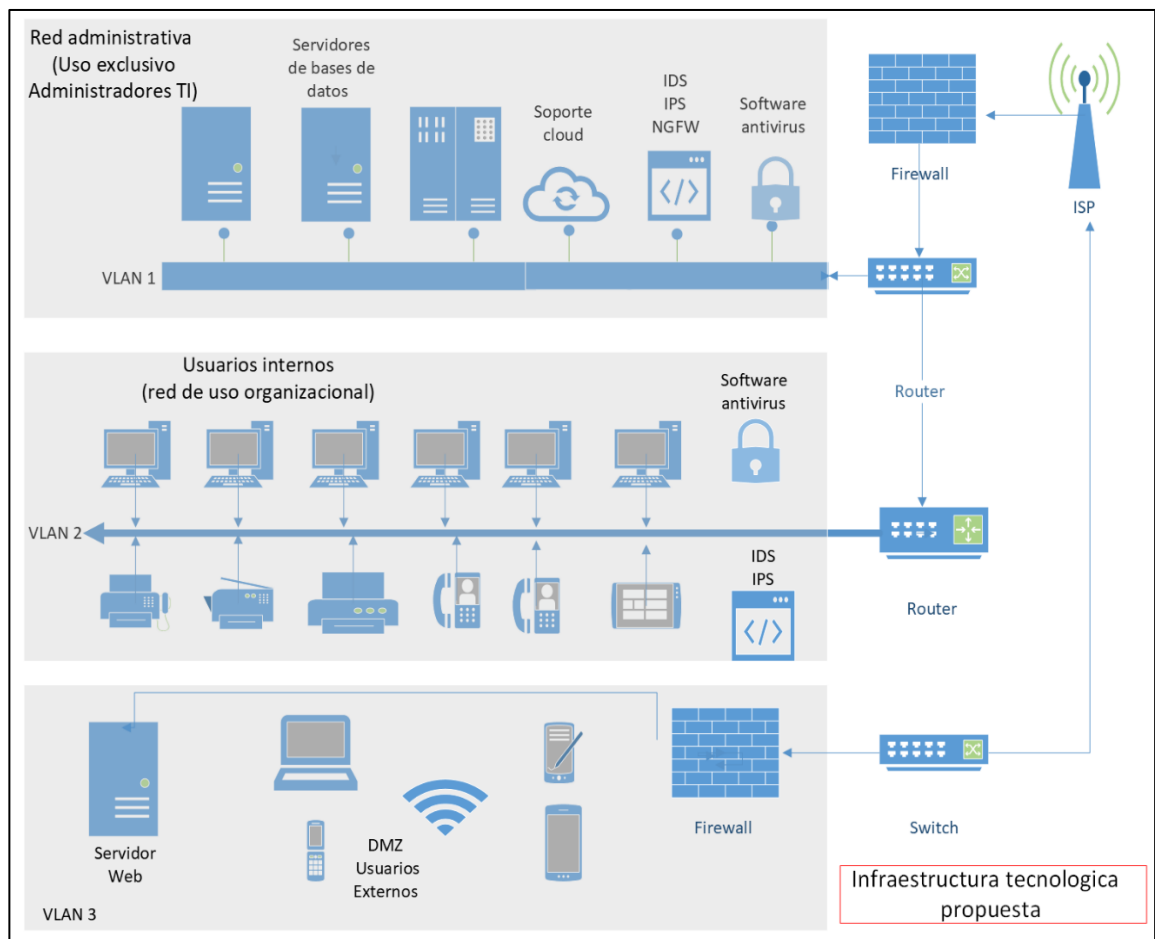 Red administrativa
(Uso exclusivo
Administradores TI)
Servidores
de bases de
datos
Soporte
cloud
IDS
IPS
NGFW
Software
antivirus
Firewall
ISP
VLAN 1
Router
Usuarios internos
(red de uso organizacional)
Software
antivirus
VLAN 2
IDS
IPS
Router
Servidor
Web
DMZ
Usuarios
Externos
Firewall
Switch
VLAN 3
Infraestructura tecnologica
propuesta